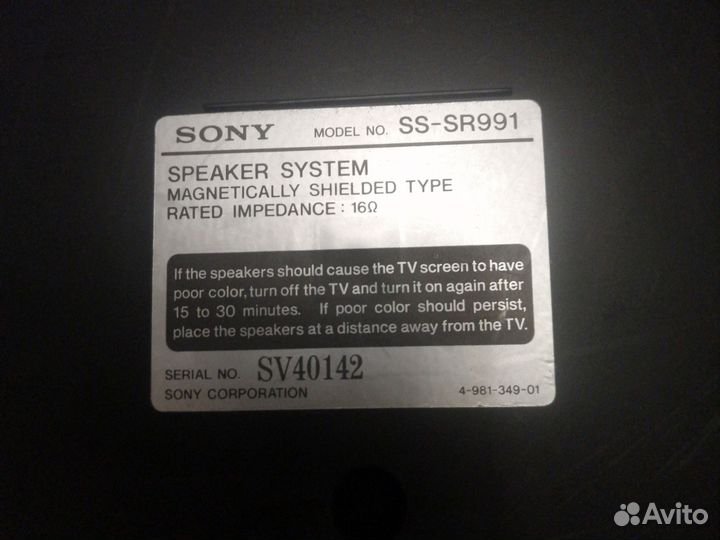 SONY MODEL NO. SS-SR991
SPEAKER SYSTEM
MAGNETICALLY SHIELDED TYPE
RATED IMPEDANCE : 16Ω
If the speakers should cause the TV screen to have
poor color, turn off the TV and turn it on again after
15 to 30 minutes. If poor color should persist,
place the speakers at a distance away from the TV.
SERIAL NO. SV40142
SONY CORPORATION 4-981-349-01
Avito